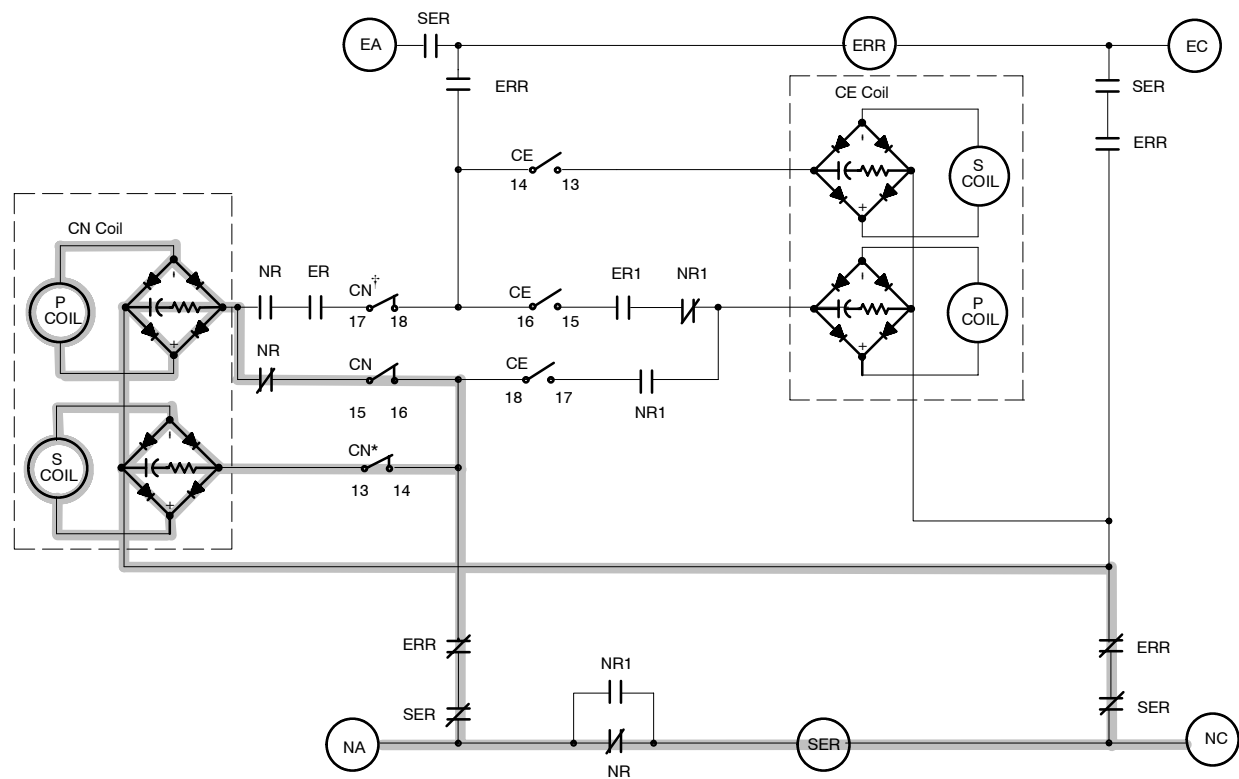 SER
EA
ERR
EC
ERR
CE Coil
SER
ERR
CE
14 13
S
COIL
-
+
CN Coil
P
COIL
-
+
NR
ER
CN†
17 18
CE
16 15
ER1
NR1
P
COIL
-
+
NR
CN
15 16
CE
18 17
NR1
S
COIL
-
+
CN*
13 14
ERR
NR1
ERR
SER
SER
NA
NR
SER
NC